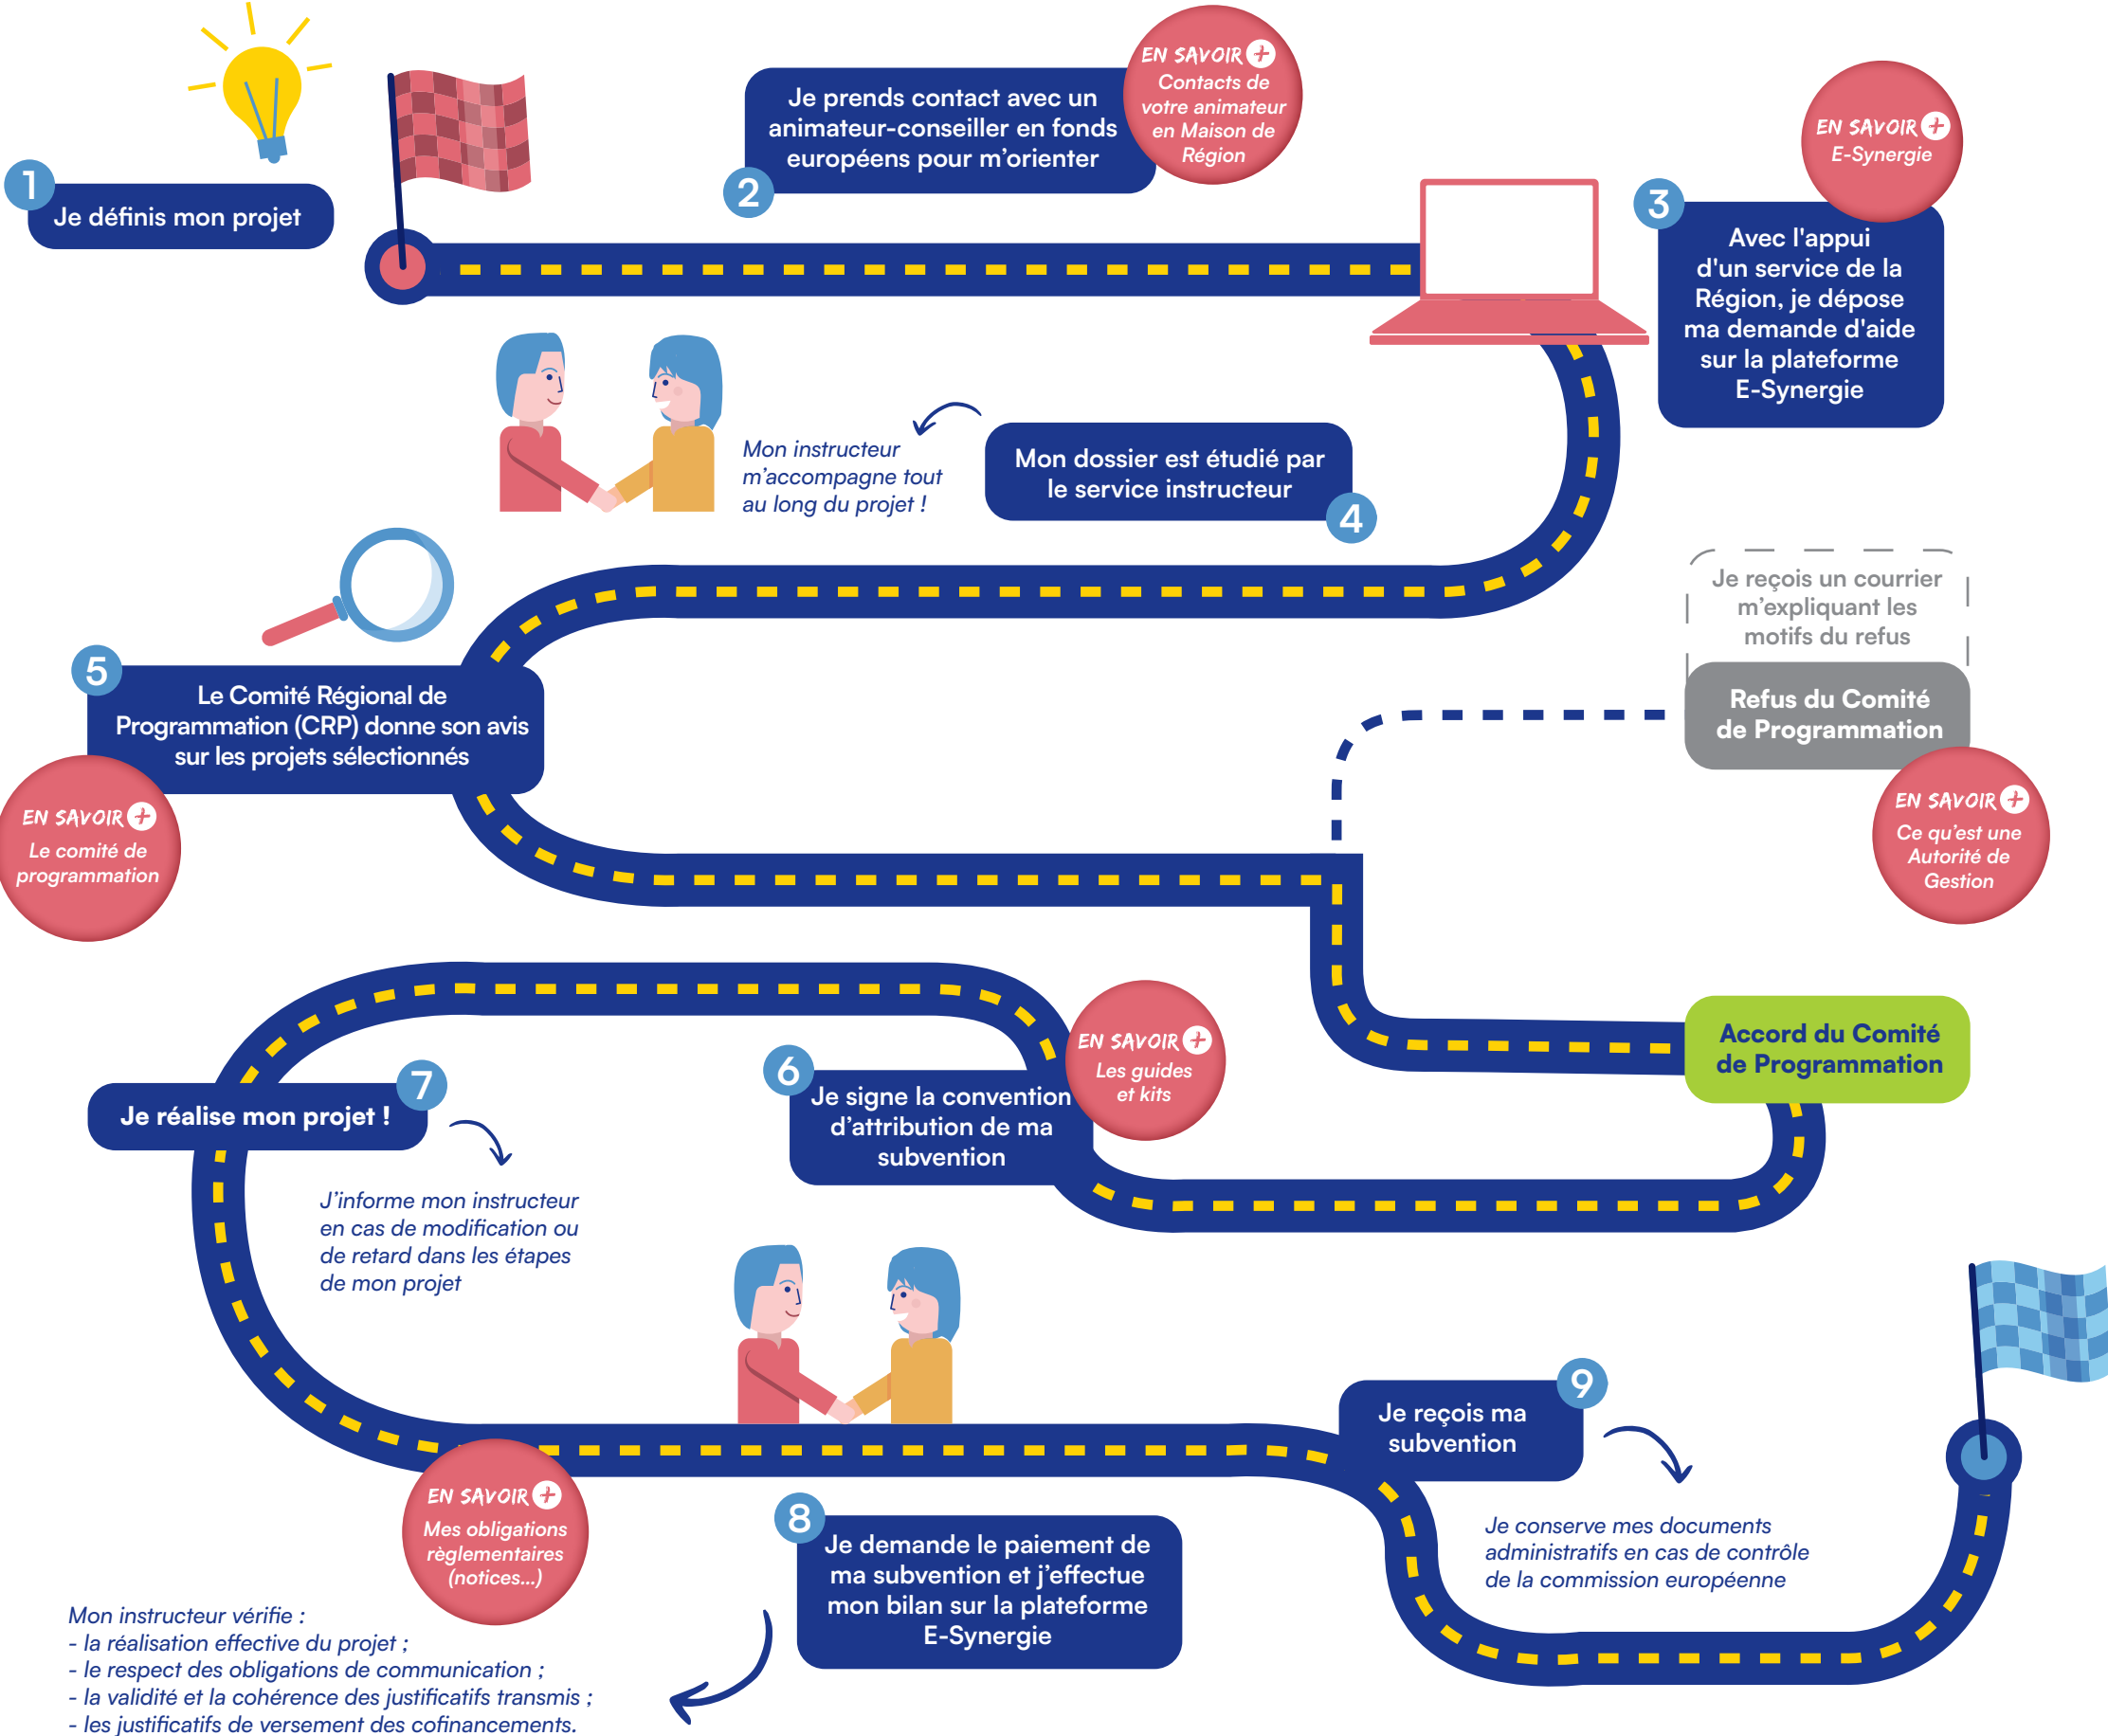 1
Je définis mon projet
2
Je prends contact avec un
animateur-conseiller en fonds
européens pour m’orienter
EN SAVOIR +
Contacts de
votre animateur
en Maison de
Région
3
Avec l'appui
d'un service de la
Région, je dépose
ma demande d'aide
sur la plateforme
E-Synergie
EN SAVOIR +
E-Synergie
4
Mon dossier est étudié par
le service instructeur
Mon instructeur
m’accompagne tout
au long du projet !
5
Le Comité Régional de
Programmation (CRP) donne son avis
sur les projets sélectionnés
EN SAVOIR +
Le comité de
programmation
Je reçois un courrier
m’expliquant les
motifs du refus
Refus du Comité
de Programmation
EN SAVOIR +
Ce qu’est une
Autorité de
Gestion
Accord du Comité
de Programmation
6
Je signe la convention
d’attribution de ma
subvention
EN SAVOIR +
Les guides
et kits
7
Je réalise mon projet !
J’informe mon instructeur
en cas de modification ou
de retard dans les étapes
de mon projet
EN SAVOIR +
Mes obligations
règlementaires
(notices...)
8
Je demande le paiement de
ma subvention et j’effectue
mon bilan sur la plateforme
E-Synergie
Mon instructeur vérifie :
- la réalisation effective du projet ;
- le respect des obligations de communication ;
- la validité et la cohérence des justificatifs transmis ;
- les justificatifs de versement des cofinancements.
9
Je reçois ma
subvention
Je conserve mes documents
administratifs en cas de contrôle
de la commission européenne